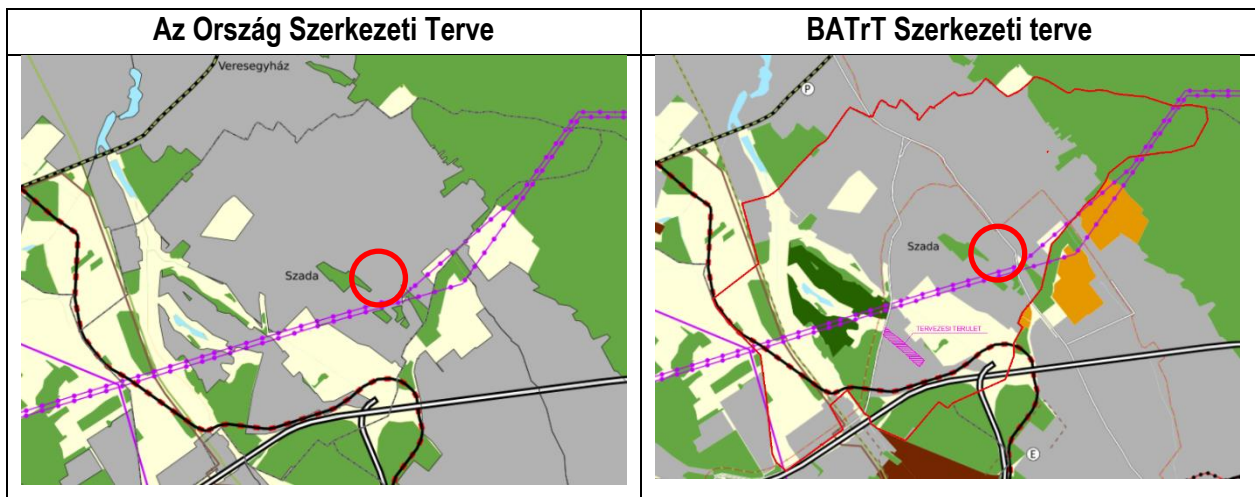 Az Ország Szerkezeti Terve
BATrT Szerkezeti terve
Veresegyház
Szada
P
Szada
TERVEZÉSI TERÜLET
E